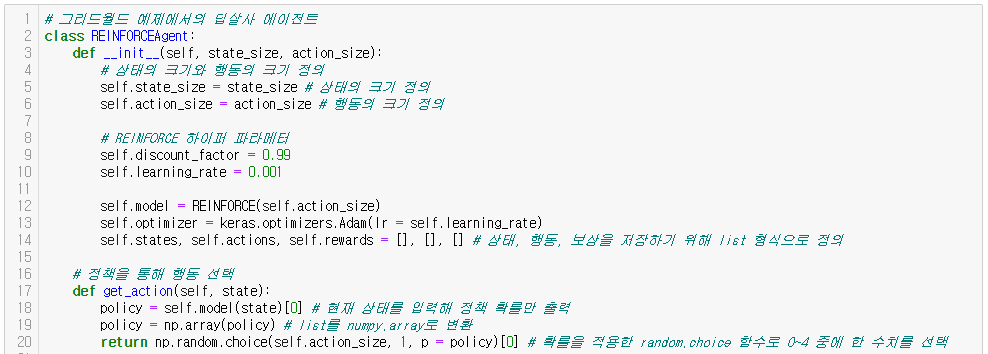 1 # 그리드월드 예제에서의 딥살사 에이전트
2 class REINFORCEAgent:
3     def __init__(self, state_size, action_size):
4         # 상태의 크기와 행동의 크기 정의
5         self.state_size = state_size # 상태의 크기 정의
6         self.action_size = action_size # 행동의 크기 정의
7
8         # REINFORCE 하이퍼 파라메터
9         self.discount_factor = 0.99
10         self.learning_rate = 0.001
11
12         self.model = REINFORCE(self.action_size)
13         self.optimizer = keras.optimizers.Adam(lr = self.learning_rate)
14         self.states, self.actions, self.rewards = [], [], [] # 상태, 행동, 보상을 저장하기 위해 list 형식으로 정의
15
16     # 정책을 통해 행동 선택
17     def get_action(self, state):
18         policy = self.model(state)[0] # 현재 상태를 입력해 정책 확률만 출력
19         policy = np.array(policy) # list를 numpy.array로 변환
20         return np.random.choice(self.action_size, 1, p = policy)[0] # 확률을 적용한 random.choice 함수로 0~4 중에 한 수치를 선택